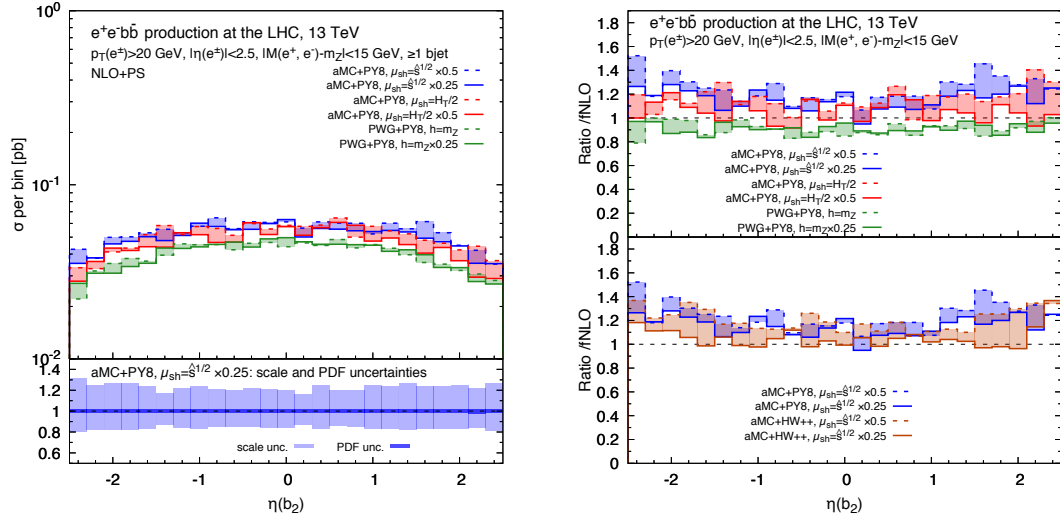 e⁺e⁻bb̄ production at the LHC, 13 TeV
p_T(e^±)>20 GeV, |η(e^±)|<2.5, |M(e⁺, e⁻)-m_Z|<15 GeV, ≥1 bjet
NLO+PS
aMC+PY8, μ_sh=ŝ^{1/2} ×0.5
aMC+PY8, μ_sh=ŝ^{1/2} ×0.25
aMC+PY8, μ_sh=H_T/2
aMC+PY8, μ_sh=H_T/2 ×0.5
PWG+PY8, h=m_Z
PWG+PY8, h=m_Z×0.25
σ per bin [pb]
10�0
10⁻¹
10⁻²
aMC+PY8, μ_sh=ŝ^{1/2} ×0.25: scale and PDF uncertainties
1.4
1.2
1
0.8
0.6
scale unc. PDF unc.
-2 -1 0 1 2
η(b₂)
e⁺e⁻bb̄ production at the LHC, 13 TeV
p_T(e^±)>20 GeV, |η(e^±)|<2.5, |M(e⁺, e⁻)-m_Z|<15 GeV
Ratio /fNLO
1.8
1.6
1.4
1.2
1
0.8
0.6
0.4
0.2
0
aMC+PY8, μ_sh=ŝ^{1/2} ×0.5
aMC+PY8, μ_sh=ŝ^{1/2} ×0.25
aMC+PY8, μ_sh=H_T/2
aMC+PY8, μ_sh=H_T/2 ×0.5
PWG+PY8, h=m_Z
PWG+PY8, h=m_Z×0.25
Ratio /fNLO
1.8
1.6
1.4
1.2
1
0.8
0.6
0.4
0.2
0
aMC+PY8, μ_sh=ŝ^{1/2} ×0.5
aMC+PY8, μ_sh=ŝ^{1/2} ×0.25
aMC+HW++, μ_sh=ŝ^{1/2} ×0.5
aMC+HW++, μ_sh=ŝ^{1/2} ×0.25
-2 -1 0 1 2
η(b₂)